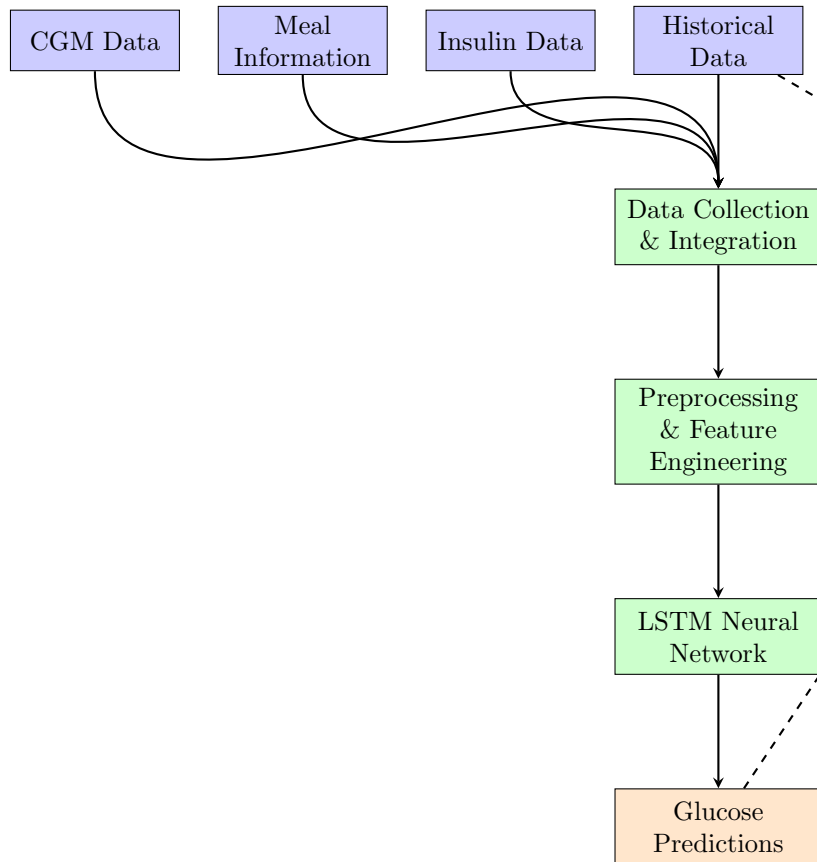 CGM Data
Meal
Information
Insulin Data
Historical
Data
Data Collection
& Integration
Preprocessing
& Feature
Engineering
LSTM Neural
Network
Glucose
Predictions